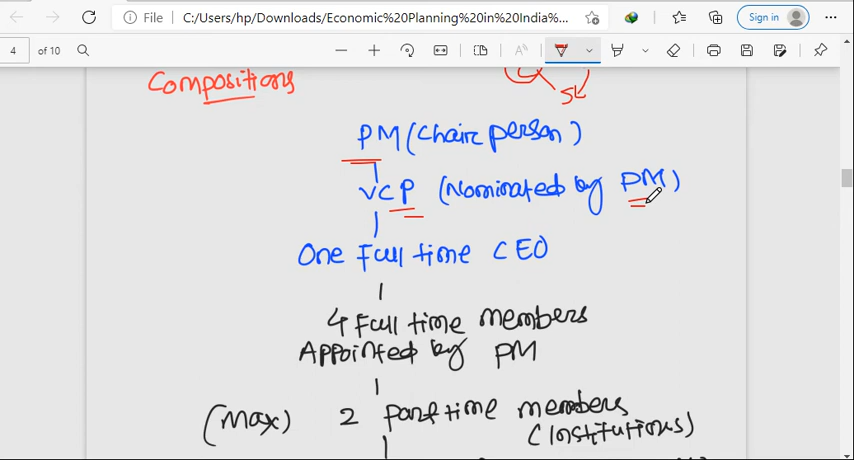 File C:/Users/hp/Downloads/Economic%20Planning%20in%20India%... Sign in
4 of 10
Compositions
PM (Chair person)
VCP (Nominated by PM)
One Full time CEO
4 Full time members
Appointed by PM
(Max) 2 Part time members
(Institutions)